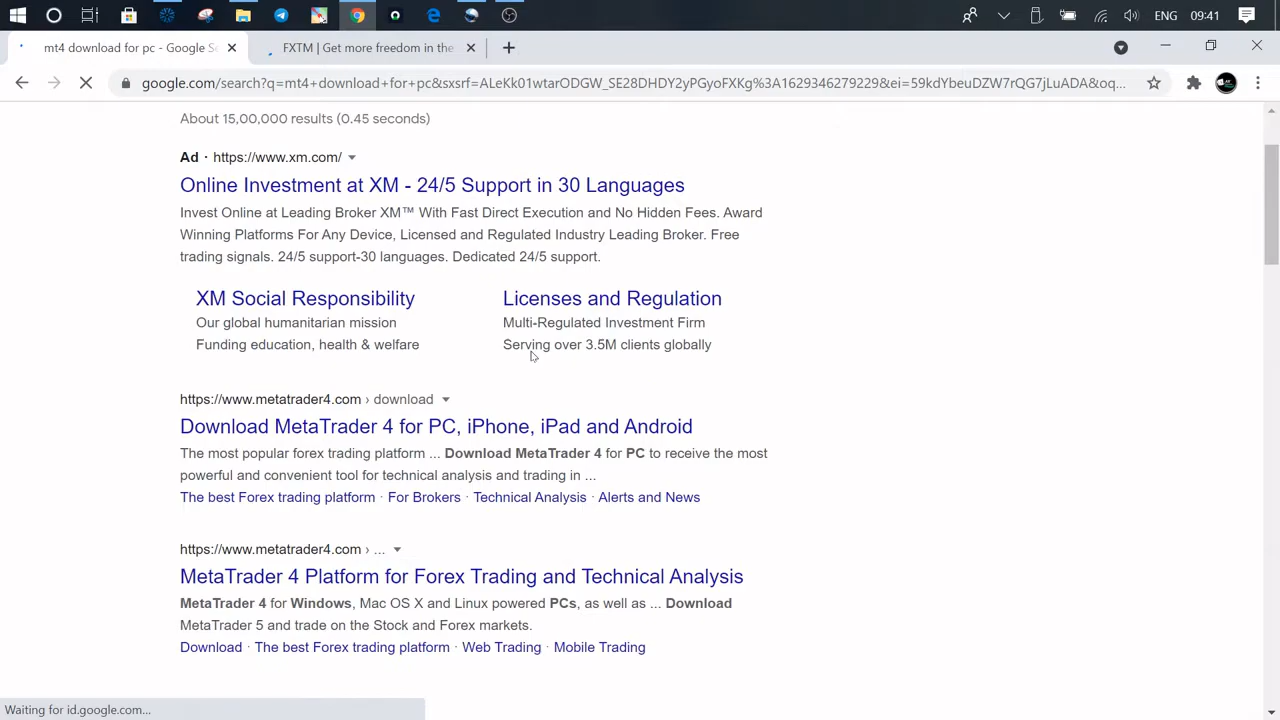 ENG 09:41
mt4 download for pc - Google S
FXTM | Get more freedom in the
google.com/search?q=mt4+download+for+pc&sxsrf=ALeKk01wtarODGW_SE28DHDY2yPGyoFXKg%3A1629346279229&ei=59kdYbeuDZW7rQG7jLuADA&oq...
About 15,00,000 results (0.45 seconds)
Ad · https://www.xm.com/
Online Investment at XM - 24/5 Support in 30 Languages
Invest Online at Leading Broker XM™ With Fast Direct Execution and No Hidden Fees. Award
Winning Platforms For Any Device, Licensed and Regulated Industry Leading Broker. Free
trading signals. 24/5 support-30 languages. Dedicated 24/5 support.
XM Social Responsibility
Our global humanitarian mission
Funding education, health & welfare
Licenses and Regulation
Multi-Regulated Investment Firm
Serving over 3.5M clients globally
https://www.metatrader4.com › download
Download MetaTrader 4 for PC, iPhone, iPad and Android
The most popular forex trading platform ... Download MetaTrader 4 for PC to receive the most
powerful and convenient tool for technical analysis and trading in ...
The best Forex trading platform · For Brokers · Technical Analysis · Alerts and News
https://www.metatrader4.com › ...
MetaTrader 4 Platform for Forex Trading and Technical Analysis
MetaTrader 4 for Windows, Mac OS X and Linux powered PCs, as well as ... Download
MetaTrader 5 and trade on the Stock and Forex markets.
Download · The best Forex trading platform · Web Trading · Mobile Trading
Waiting for id.google.com...